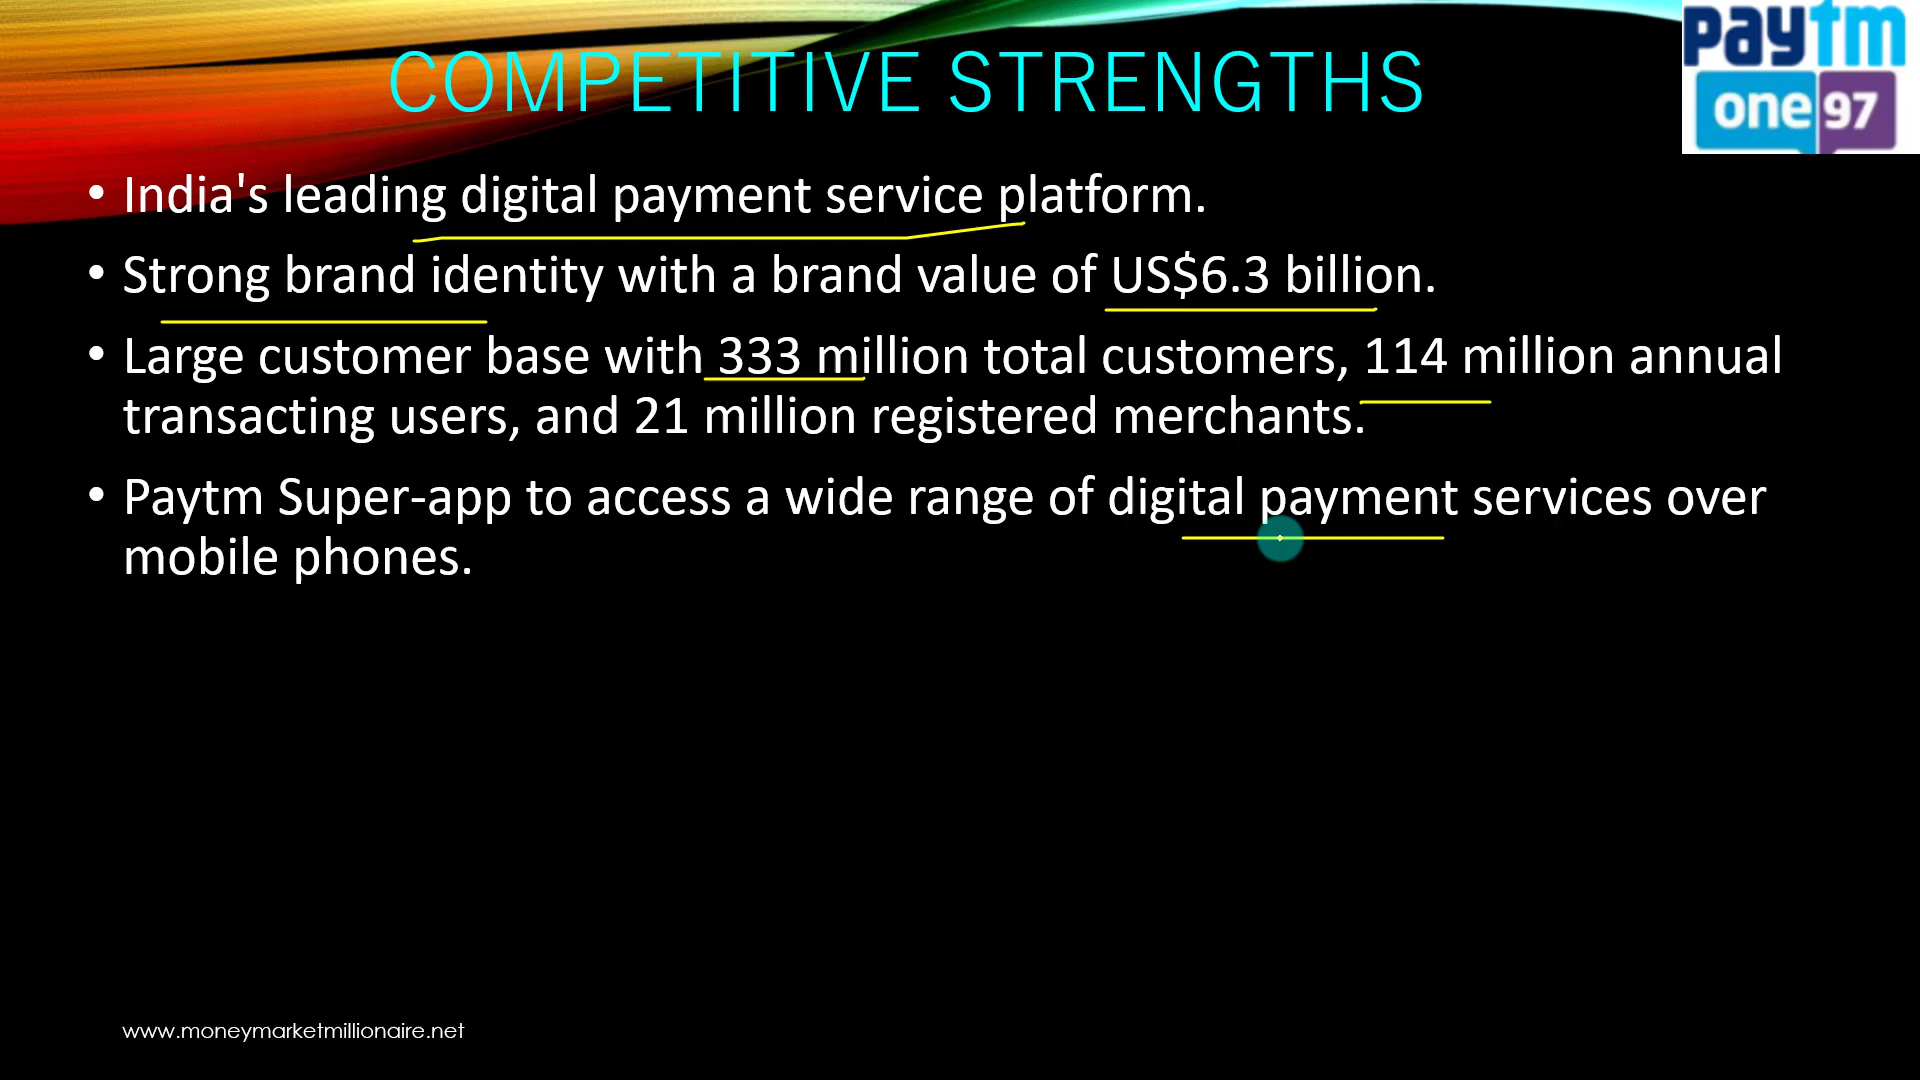 COMPETITIVE STRENGTHS
paytm
one97
• India's leading digital payment service platform.
• Strong brand identity with a brand value of US$6.3 billion.
• Large customer base with 333 million total customers, 114 million annual
transacting users, and 21 million registered merchants.
• Paytm Super-app to access a wide range of digital payment services over
mobile phones.
www.moneymarketmillionaire.net